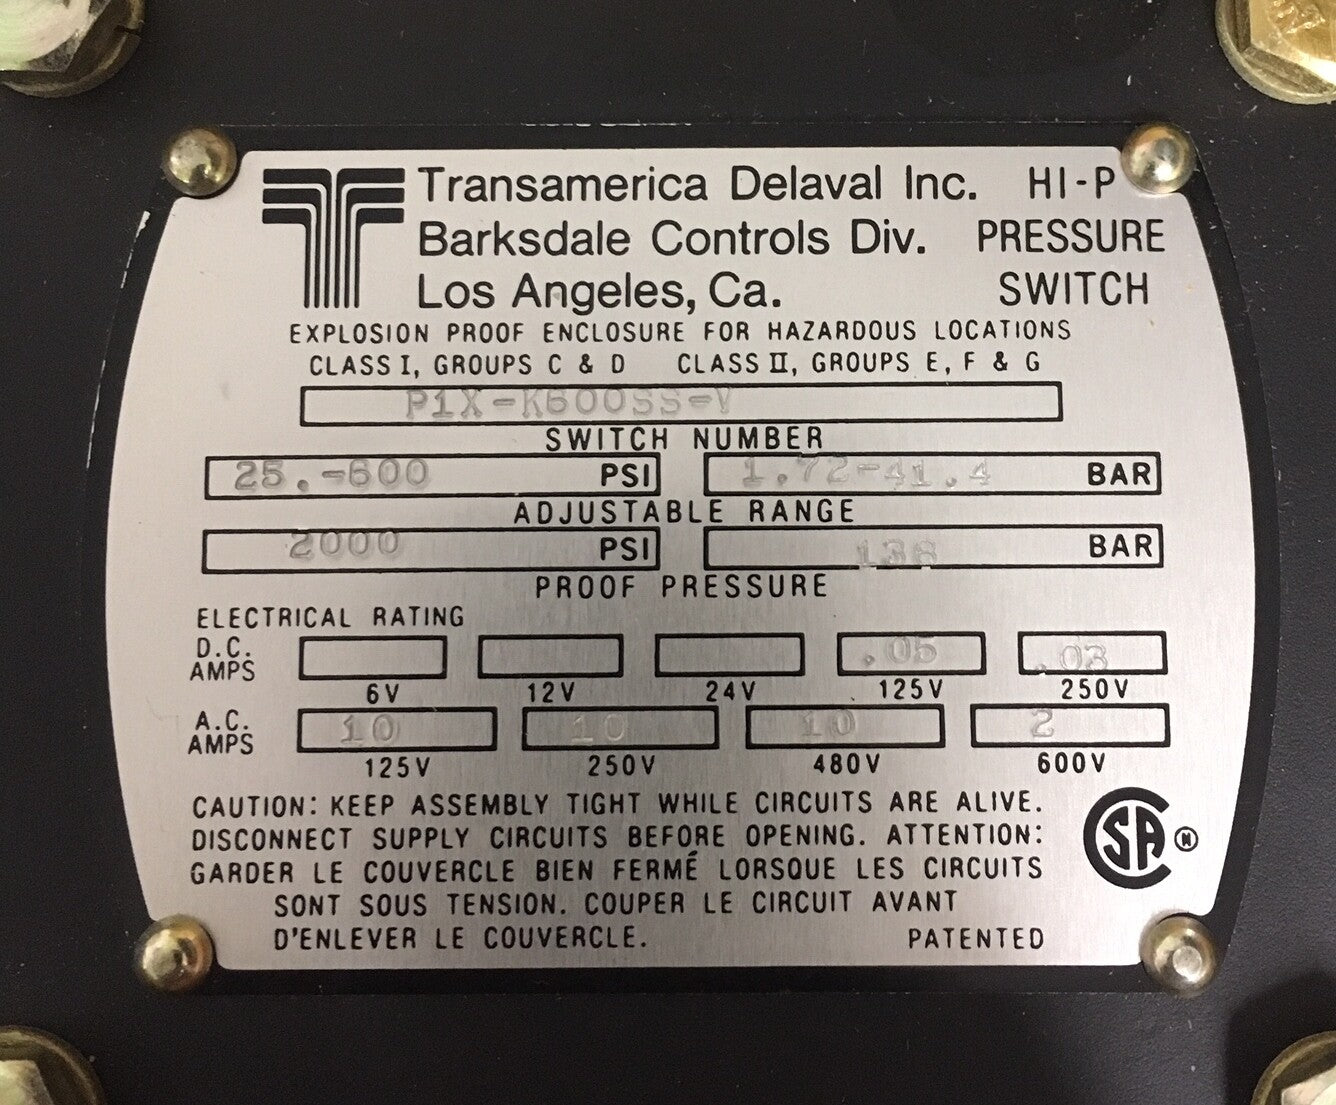 Transamerica Delaval Inc. HI-P
Barksdale Controls Div. PRESSURE
Los Angeles, Ca. SWITCH
EXPLOSION PROOF ENCLOSURE FOR HAZARDOUS LOCATIONS
CLASS I, GROUPS C & D CLASS II, GROUPS E, F & G
P1X-K600SS-V
SWITCH NUMBER
25.-600 PSI 1.72-41.4 BAR
ADJUSTABLE RANGE
2000 PSI 138 BAR
PROOF PRESSURE
ELECTRICAL RATING
D.C. AMPS .05 .03
6V 12V 24V 125V 250V
A.C. AMPS 10 10 10 2
125V 250V 480V 600V
CAUTION: KEEP ASSEMBLY TIGHT WHILE CIRCUITS ARE ALIVE.
DISCONNECT SUPPLY CIRCUITS BEFORE OPENING. ATTENTION:
GARDER LE COUVERCLE BIEN FERMÉ LORSQUE LES CIRCUITS
SONT SOUS TENSION. COUPER LE CIRCUIT AVANT
D'ENLEVER LE COUVERCLE. PATENTED
SA ®